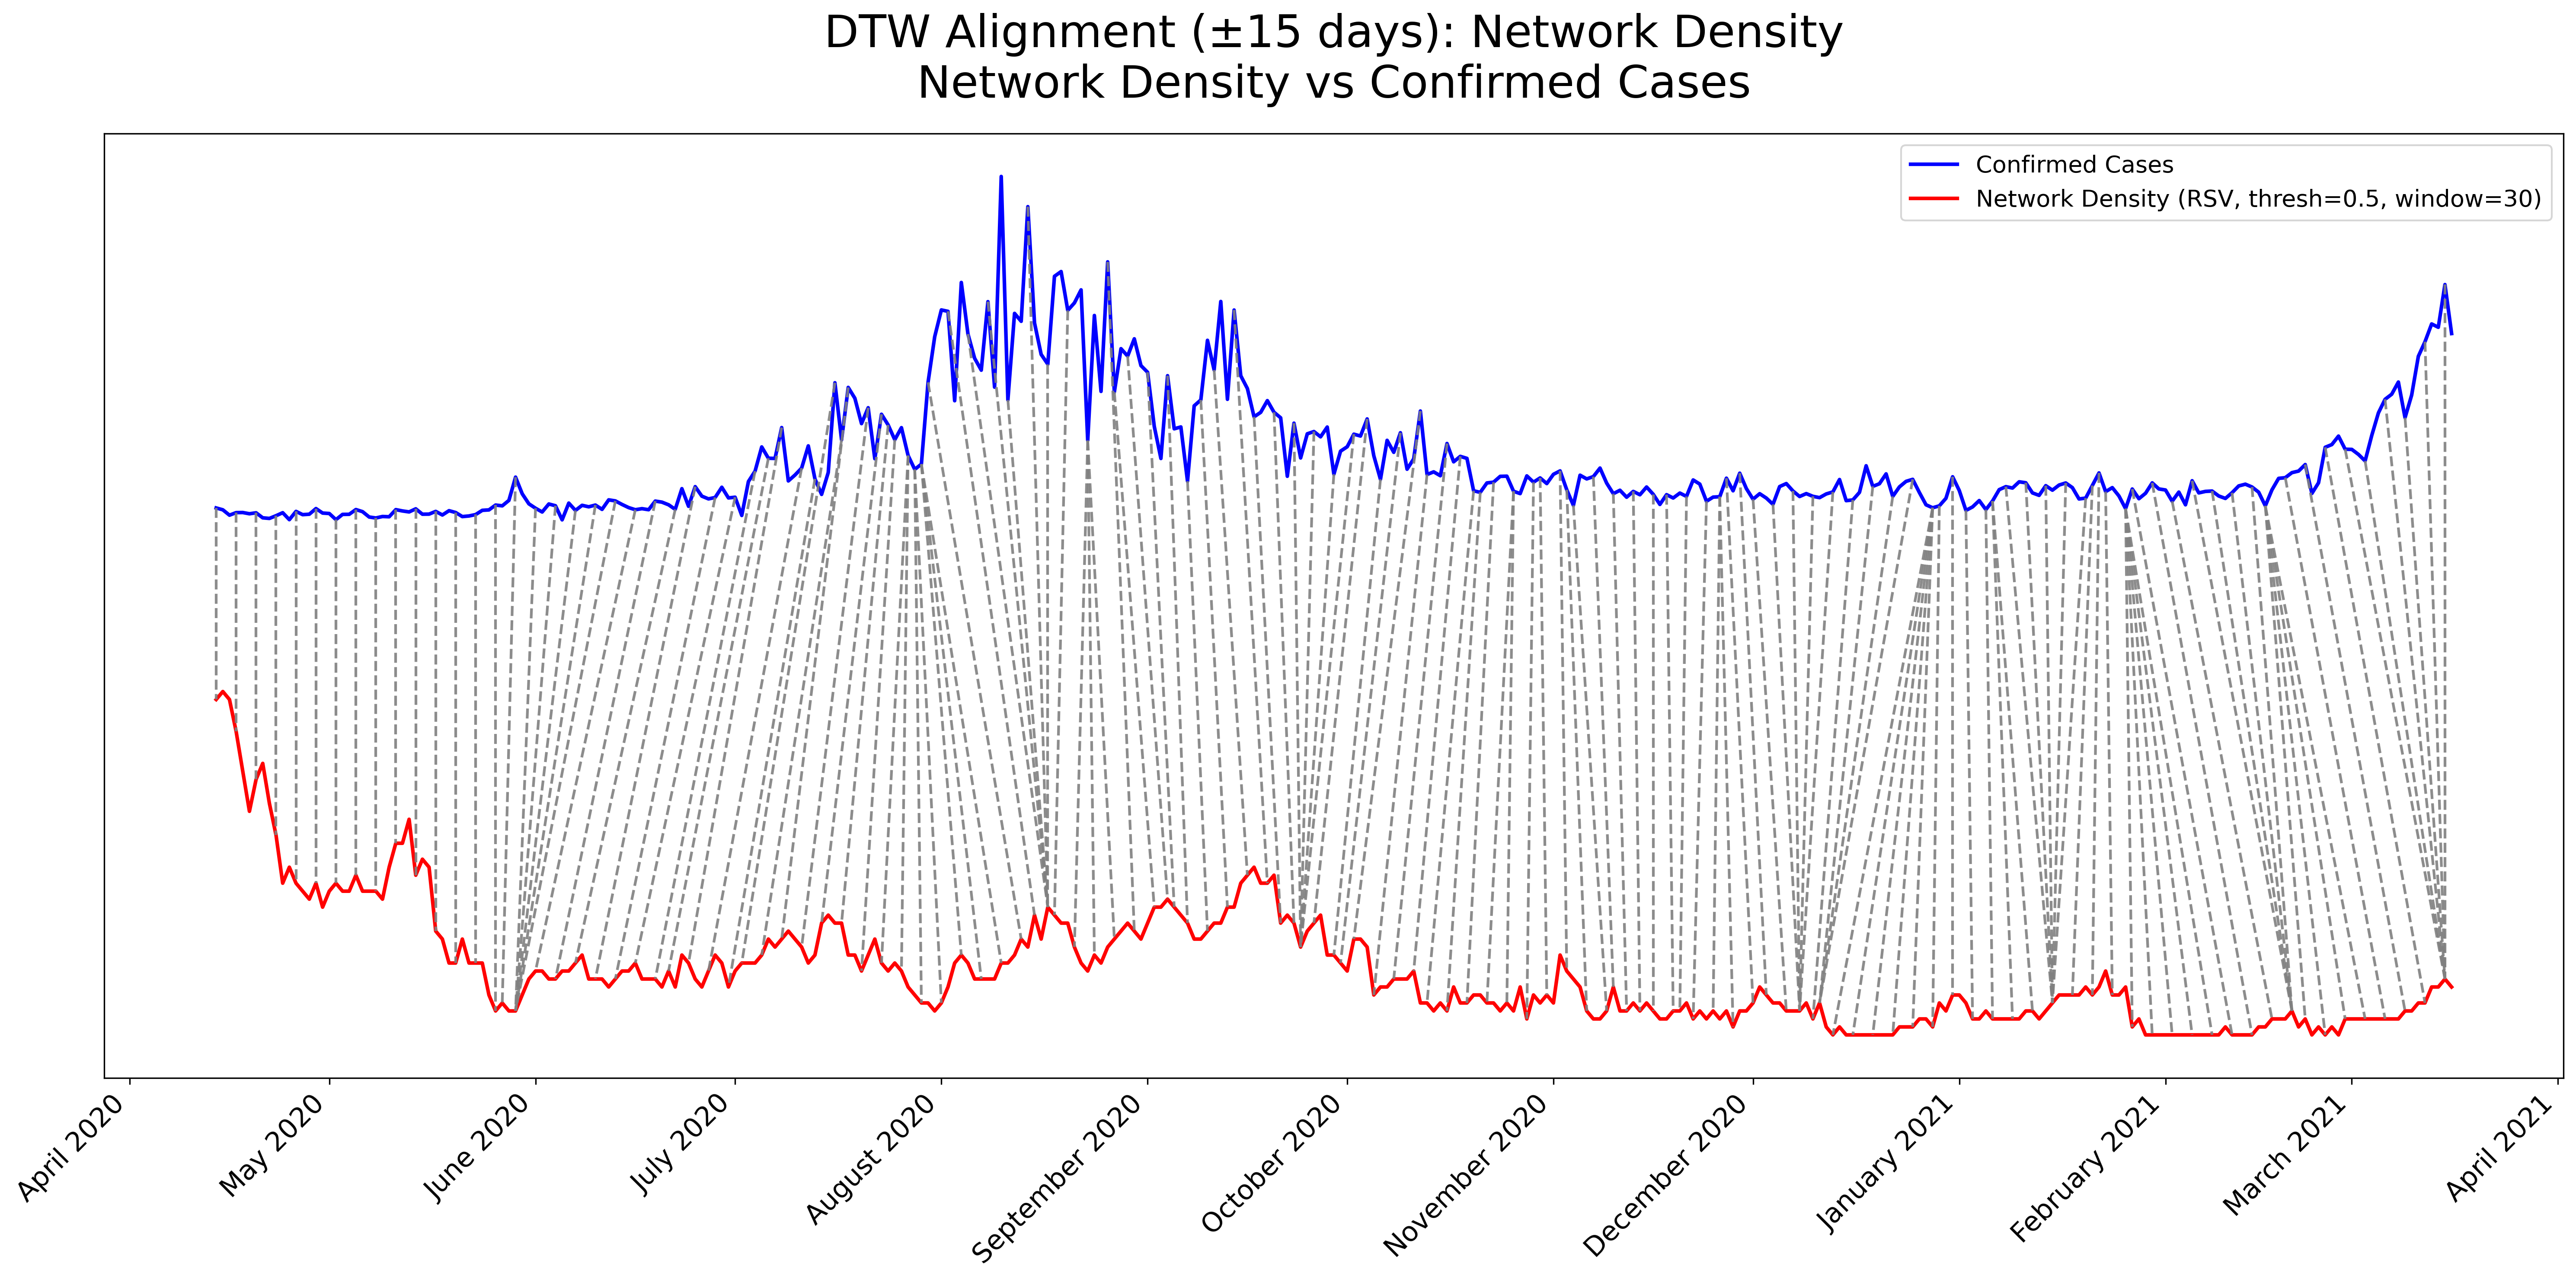 DTW Alignment (±15 days): Network Density
Network Density vs Confirmed Cases
Confirmed Cases
Network Density (RSV, thresh=0.5, window=30)
April 2020
May 2020
June 2020
July 2020
August 2020
September 2020
October 2020
November 2020
December 2020
January 2021
February 2021
March 2021
April 2021